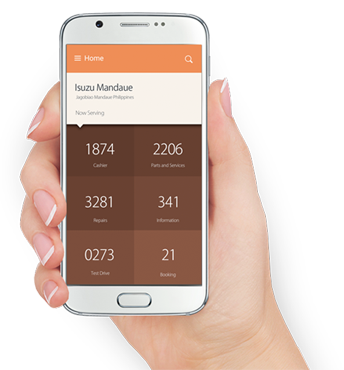 Home
Isuzu Mandaue
Jagobiao Mandaue Philippines
Now Serving
1874 2206
Cashier Parts and Services
3281 341
Repairs Information
0273 21
Test Drive Booking